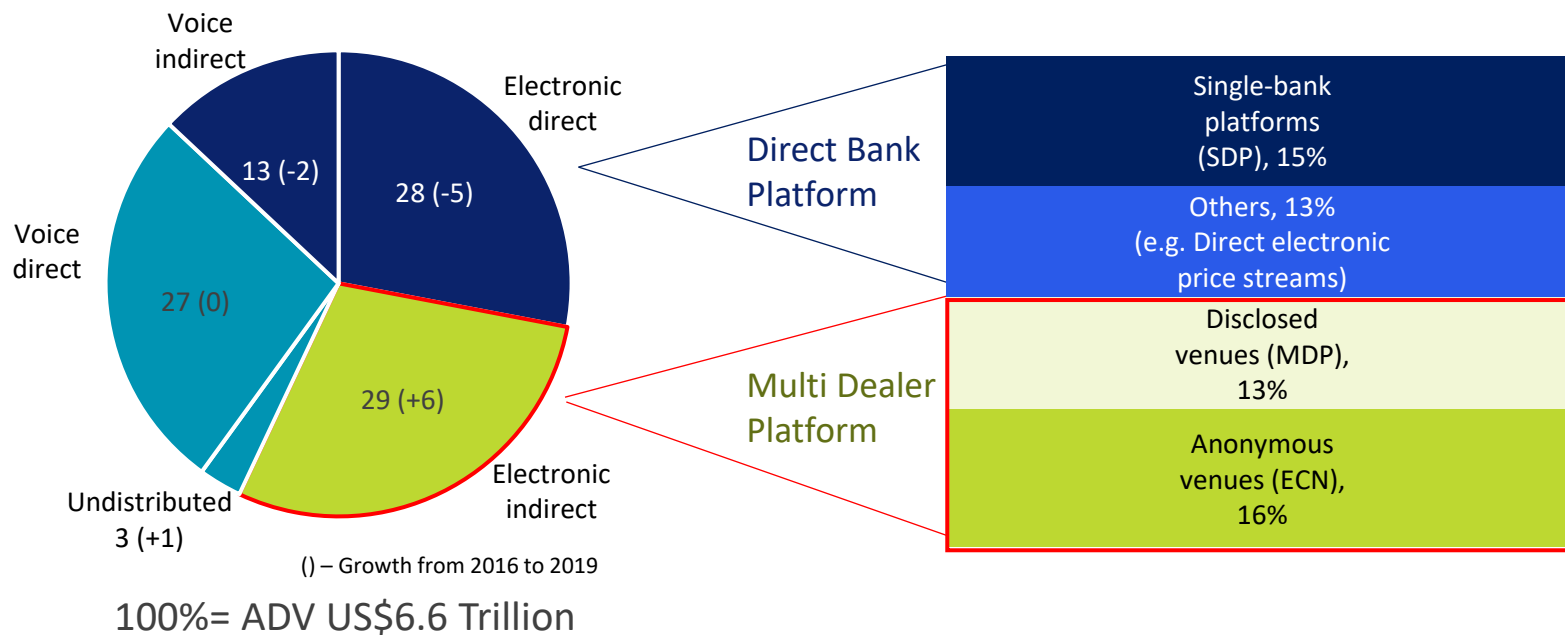 Voice
indirect
Electronic
direct
13 (-2)
28 (-5)
Voice
direct
27 (0)
29 (+6)
Undistributed
3 (+1)
Electronic
indirect
() – Growth from 2016 to 2019
100%= ADV US$6.6 Trillion
Direct Bank
Platform
Multi Dealer
Platform
Single-bank
platforms
(SDP), 15%
Others, 13%
(e.g. Direct electronic
price streams)
Disclosed
venues (MDP),
13%
Anonymous
venues (ECN),
16%